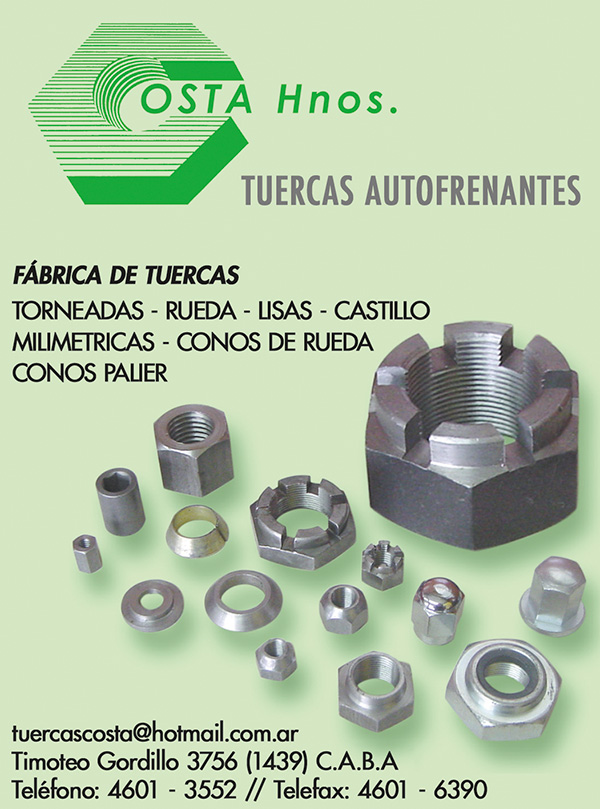 COSTA Hnos.
TUERCAS AUTOFRENANTES
FÁBRICA DE TUERCAS
TORNEADAS - RUEDA - LISAS - CASTILLO
MILIMETRICAS - CONOS DE RUEDA
CONOS PALIER
tuercascosta@hotmail.com.ar
Timoteo Gordillo 3756 (1439) C.A.B.A
Teléfono: 4601 - 3552 // Telefax: 4601 - 6390